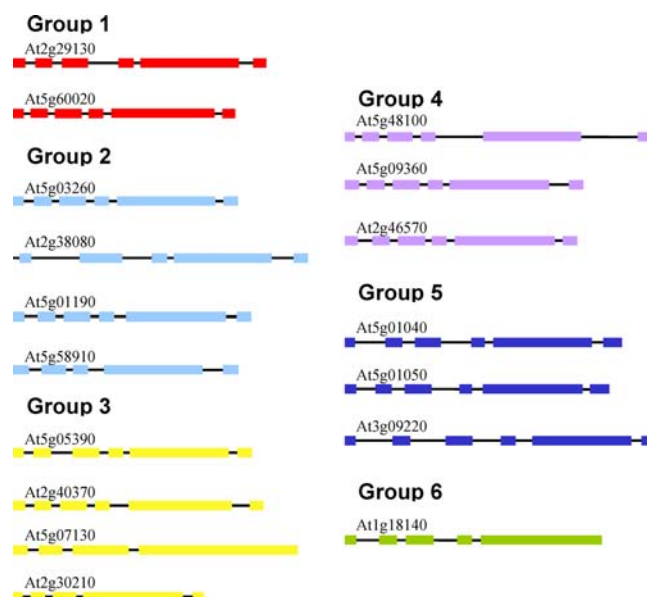 Group 1
At2g29130
At5g60020
Group 2
At5g03260
At2g38080
At5g01190
At5g58910
Group 3
At5g05390
At2g40370
At5g07130
At2g30210
Group 4
At5g48100
At5g09360
At2g46570
Group 5
At5g01040
At5g01050
At3g09220
Group 6
At1g18140